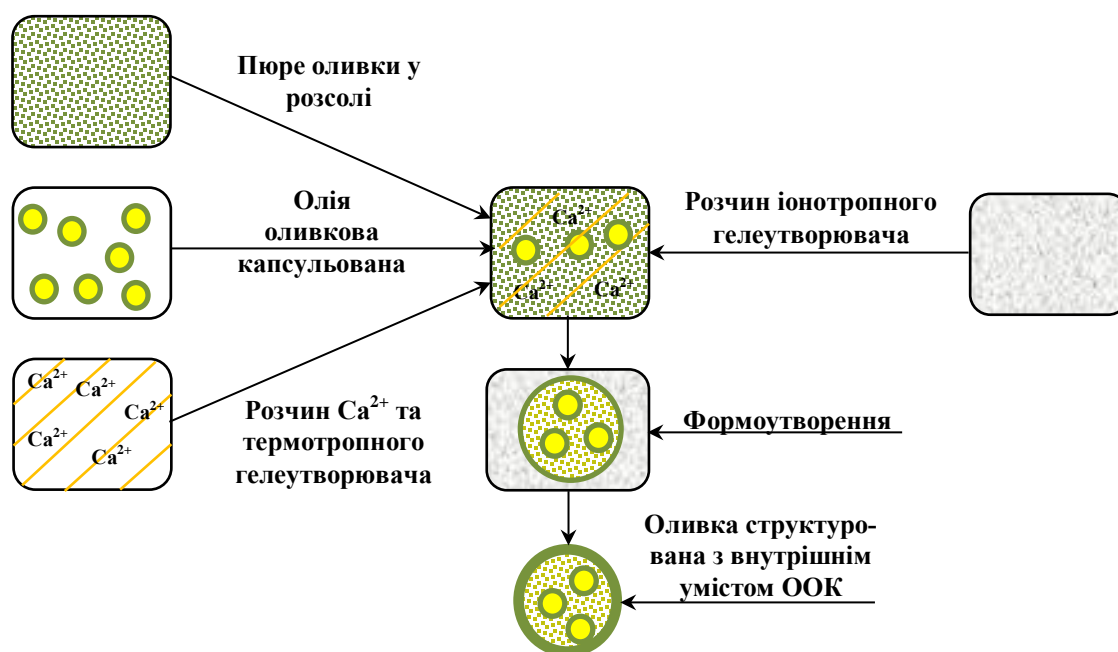 Пюре оливки у
розсолі
Олія
оливкова
капсульована
Ca²⁺
Ca²⁺
Ca²⁺
Розчин іонотропного
гелеутворювача
Ca²⁺
Ca²⁺
Ca²⁺
Ca²⁺
Ca²⁺
Розчин Ca²⁺ та
термотропного
гелеутворювача
Формоутворення
Оливка структуро-
вана з внутрішнім
умістом ООК